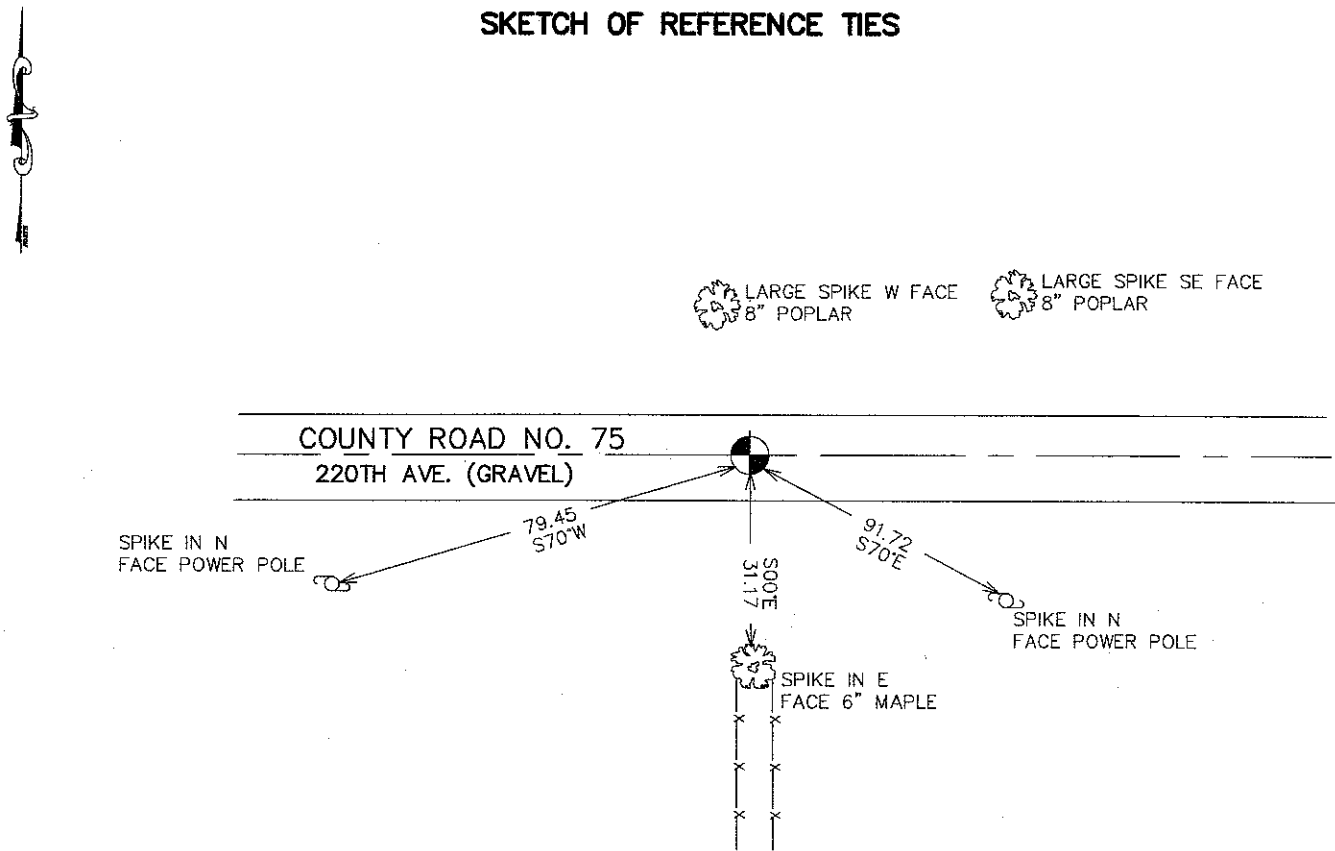 SKETCH OF REFERENCE TIES
LARGE SPIKE W FACE
8" POPLAR
LARGE SPIKE SE FACE
8" POPLAR
COUNTY ROAD NO. 75
220TH AVE. (GRAVEL)
79.45
S70°W
91.72
S70°E
S00°E
31.17
SPIKE IN N
FACE POWER POLE
SPIKE IN N
FACE POWER POLE
SPIKE IN E
FACE 6" MAPLE